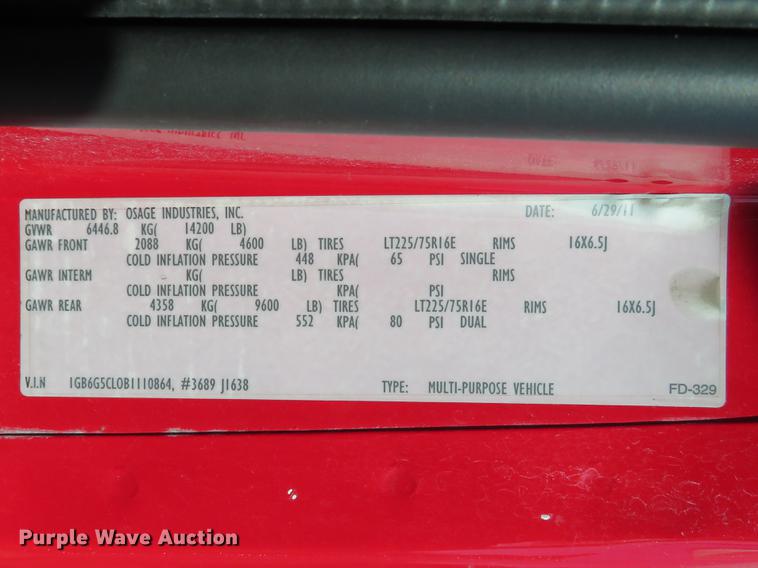 MANUFACTURED BY: OSAGE INDUSTRIES, INC. DATE: 6/29/11
GVWR 6446.8 KG( 14200 LB)
GAWR FRONT 2088 KG( 4600 LB) TIRES LT225/75R16E RIMS 16X6.5J
COLD INFLATION PRESSURE 448 KPA( 65 PSI SINGLE
GAWR INTERM KG( LB) TIRES RIMS
COLD INFLATION PRESSURE KPA( PSI
GAWR REAR 4358 KG( 9600 LB) TIRES LT225/75R16E RIMS 16X6.5J
COLD INFLATION PRESSURE 552 KPA( 80 PSI DUAL
V.I.N 1GB6G5CL0B1110864, #3689 J1638 TYPE: MULTI-PURPOSE VEHICLE FD-329
Purple Wave Auction